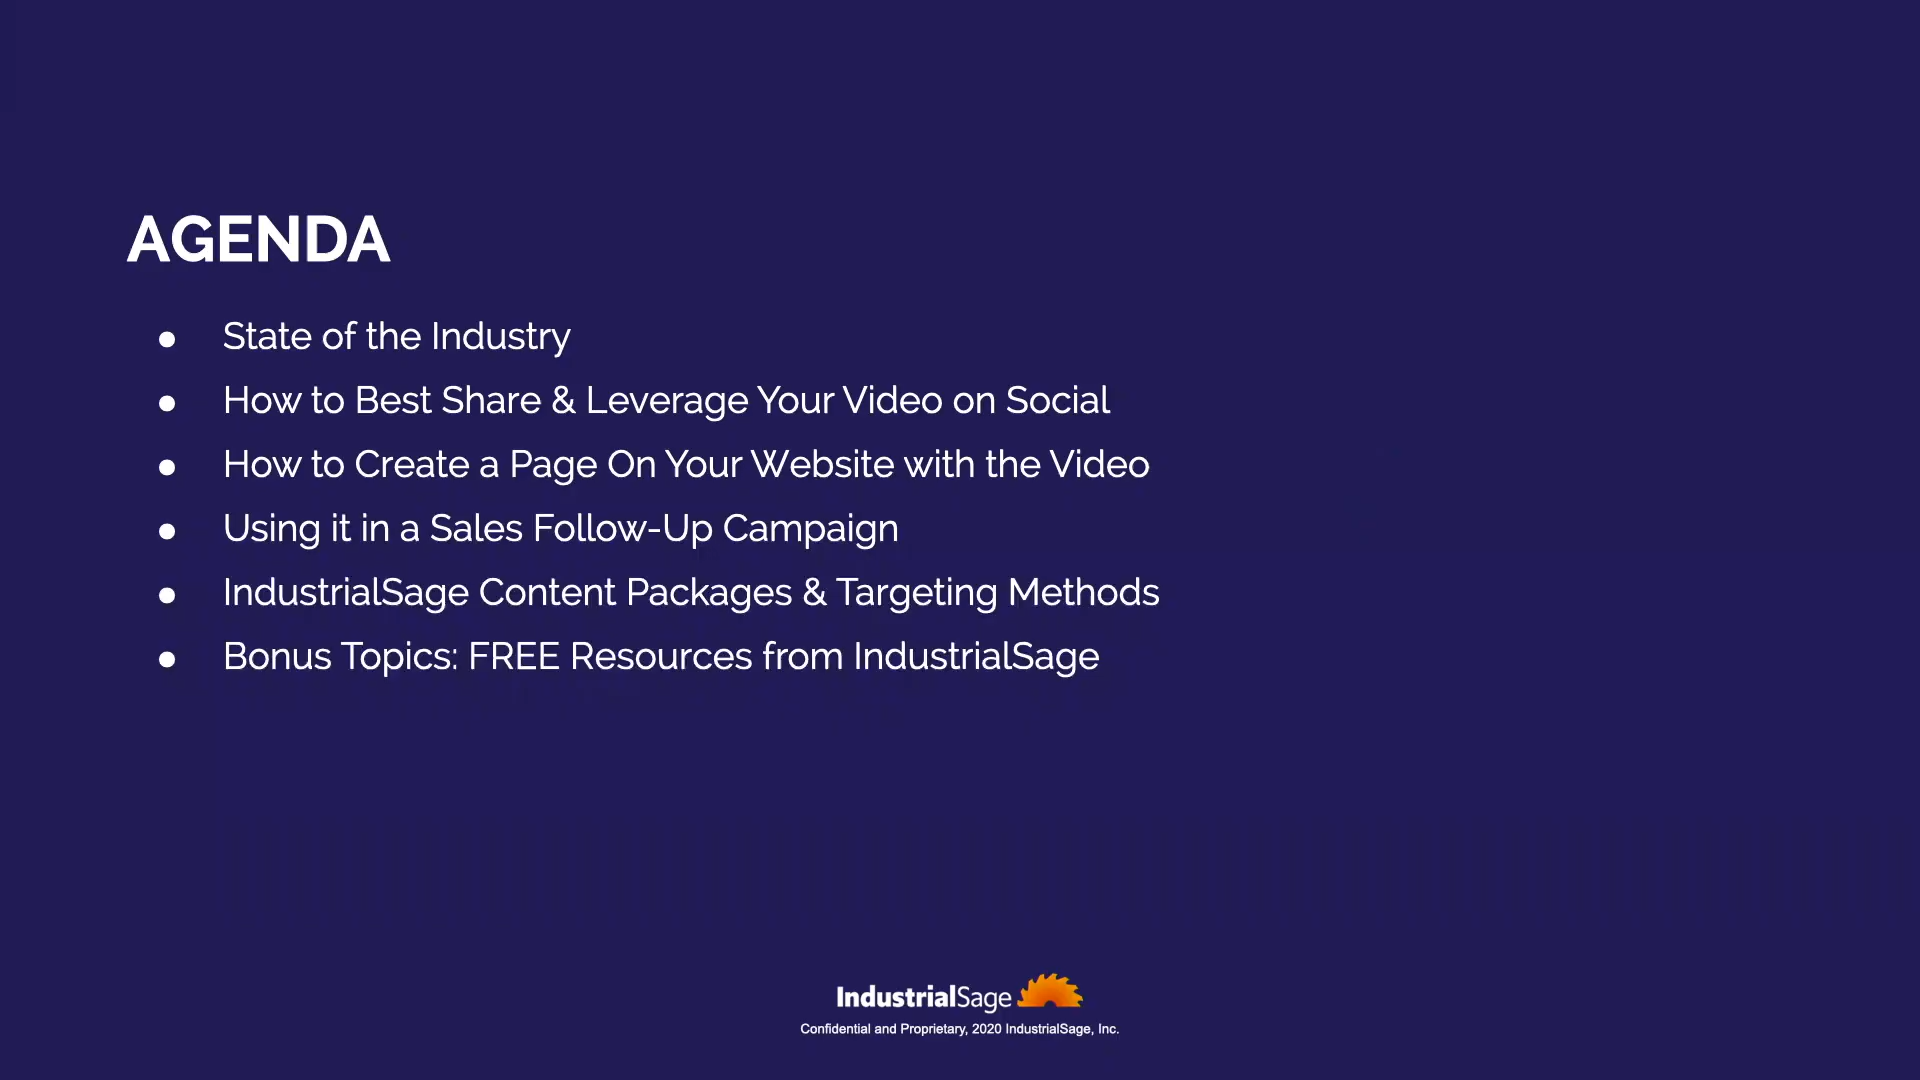 AGENDA
● State of the Industry
● How to Best Share & Leverage Your Video on Social
● How to Create a Page On Your Website with the Video
● Using it in a Sales Follow-Up Campaign
● IndustrialSage Content Packages & Targeting Methods
● Bonus Topics: FREE Resources from IndustrialSage
IndustrialSage
Confidential and Proprietary, 2020 IndustrialSage, Inc.